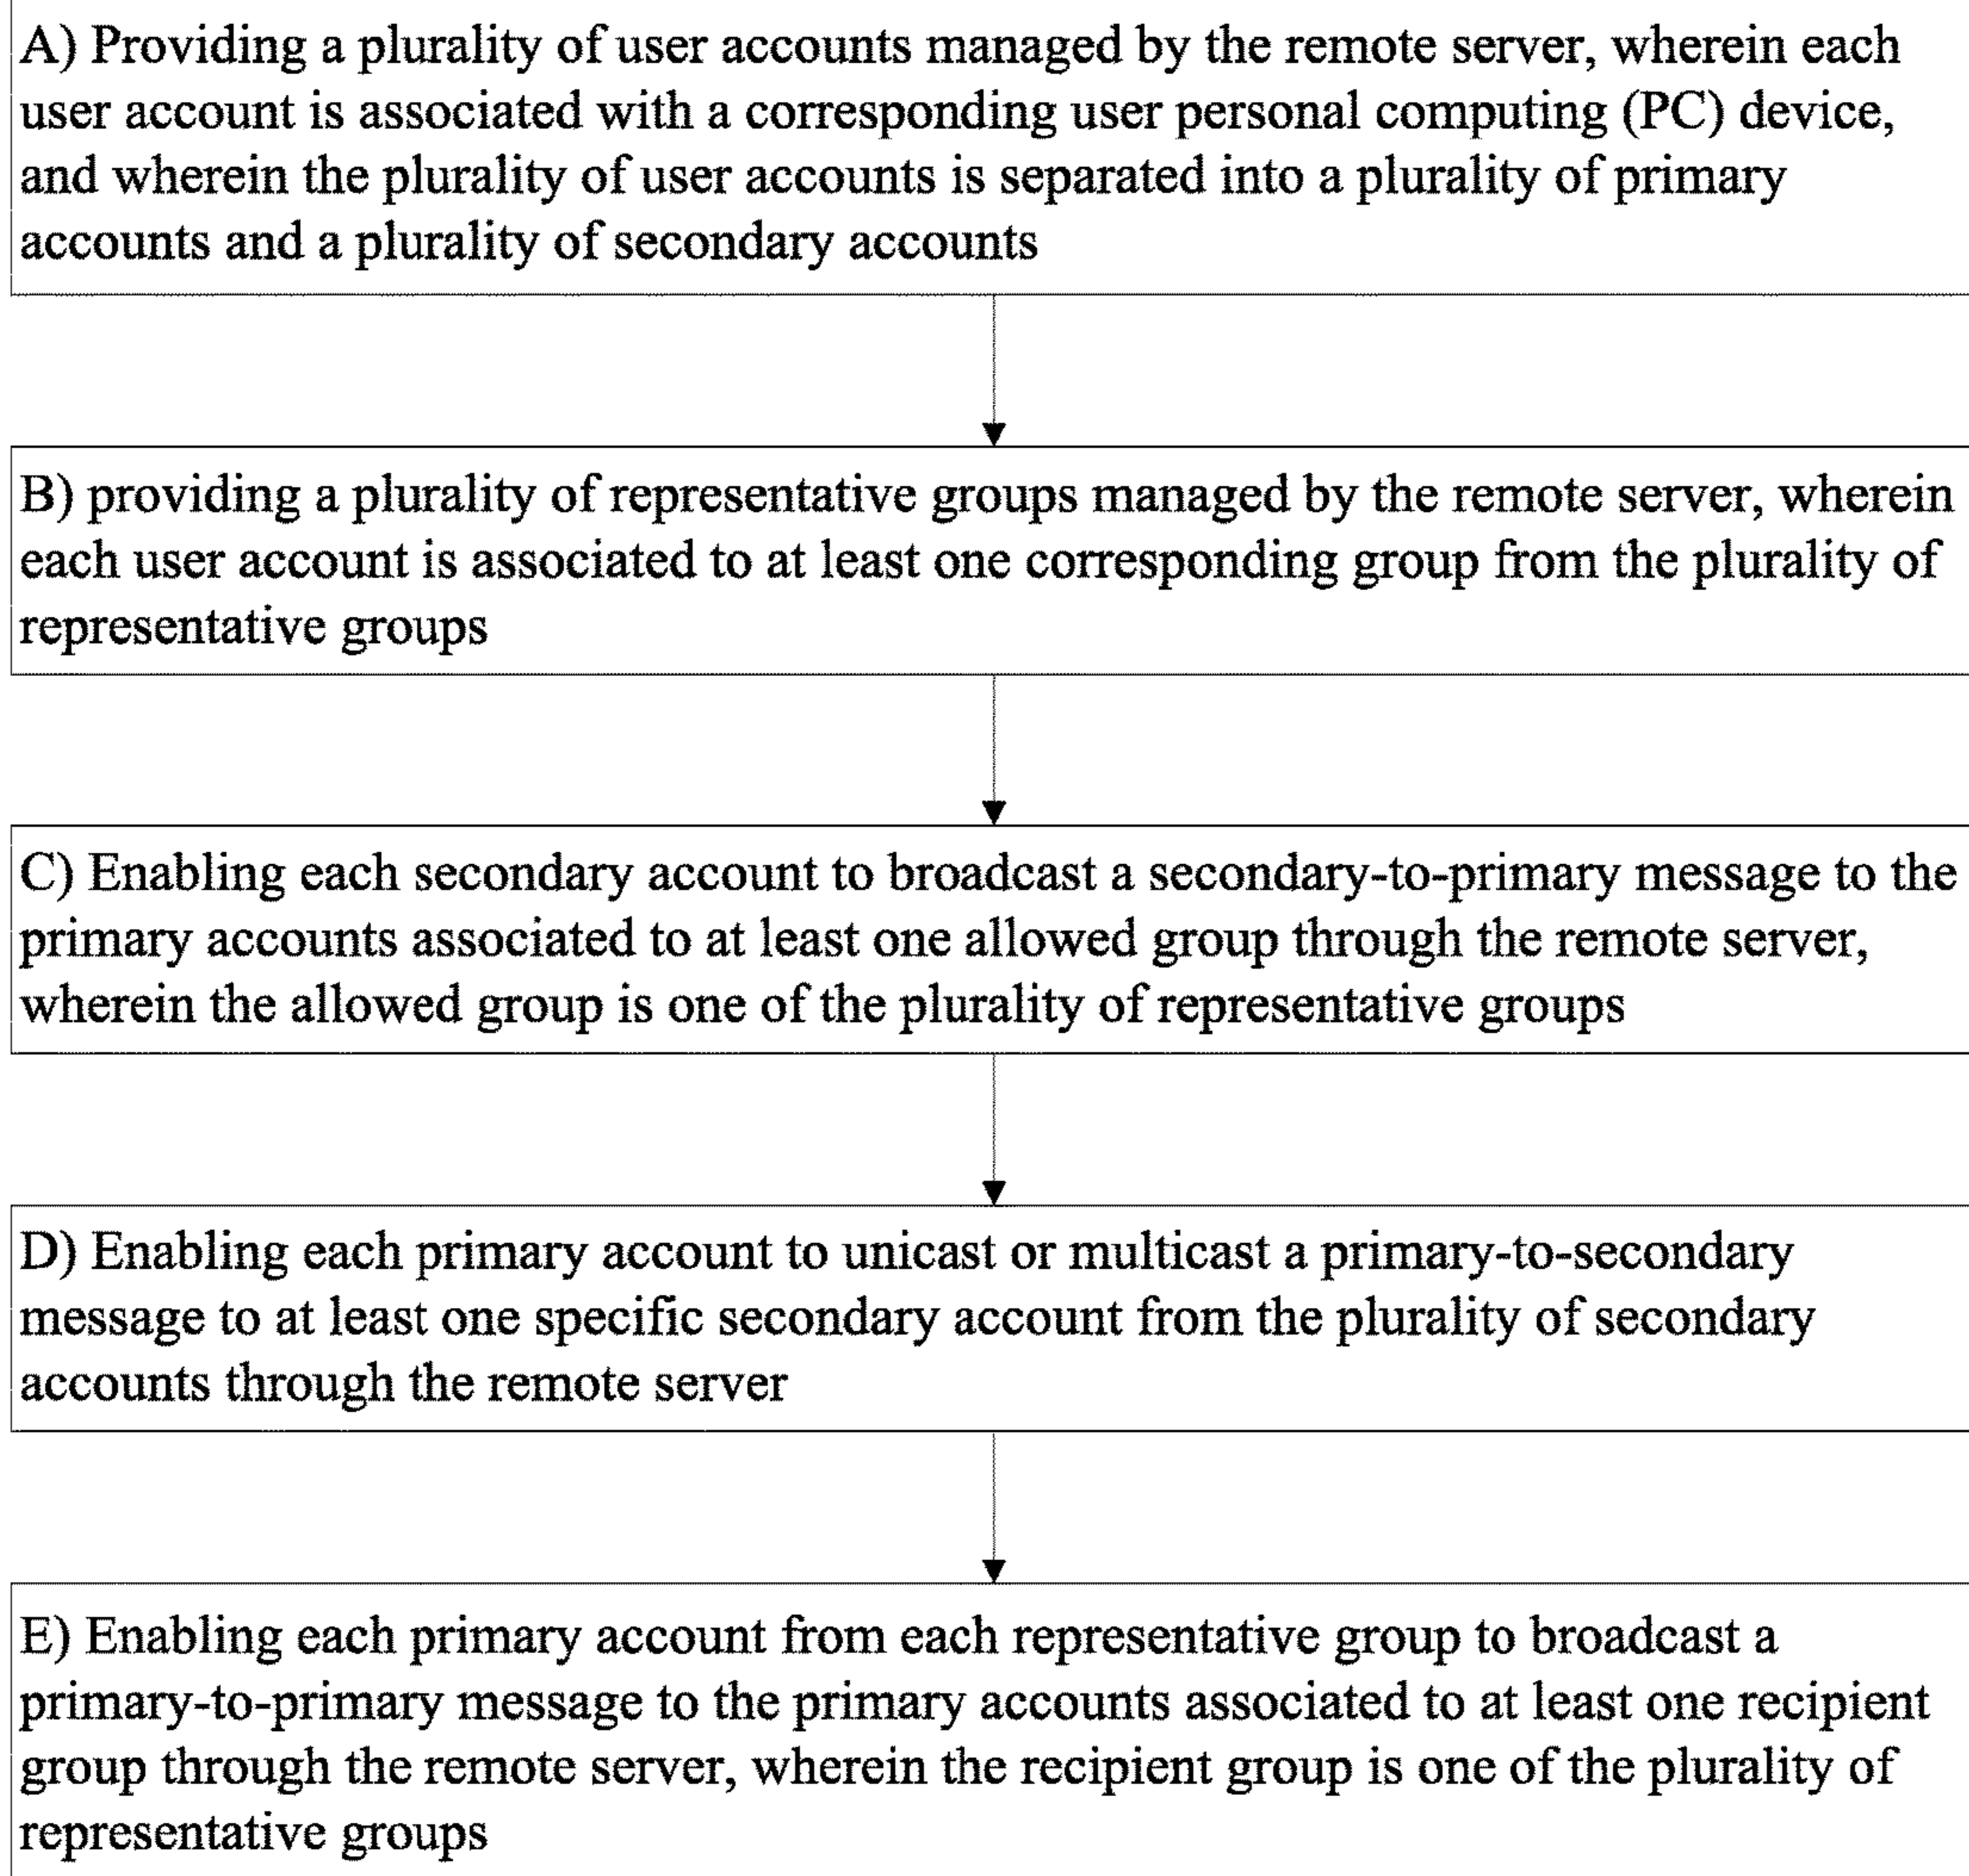 A) Providing a plurality of user accounts managed by the remote server, wherein each
user account is associated with a corresponding user personal computing (PC) device,
and wherein the plurality of user accounts is separated into a plurality of primary
accounts and a plurality of secondary accounts
B) providing a plurality of representative groups managed by the remote server, wherein
each user account is associated to at least one corresponding group from the plurality of
representative groups
C) Enabling each secondary account to broadcast a secondary-to-primary message to the
primary accounts associated to at least one allowed group through the remote server,
wherein the allowed group is one of the plurality of representative groups
D) Enabling each primary account to unicast or multicast a primary-to-secondary
message to at least one specific secondary account from the plurality of secondary
accounts through the remote server
E) Enabling each primary account from each representative group to broadcast a
primary-to-primary message to the primary accounts associated to at least one recipient
group through the remote server, wherein the recipient group is one of the plurality of
representative groups